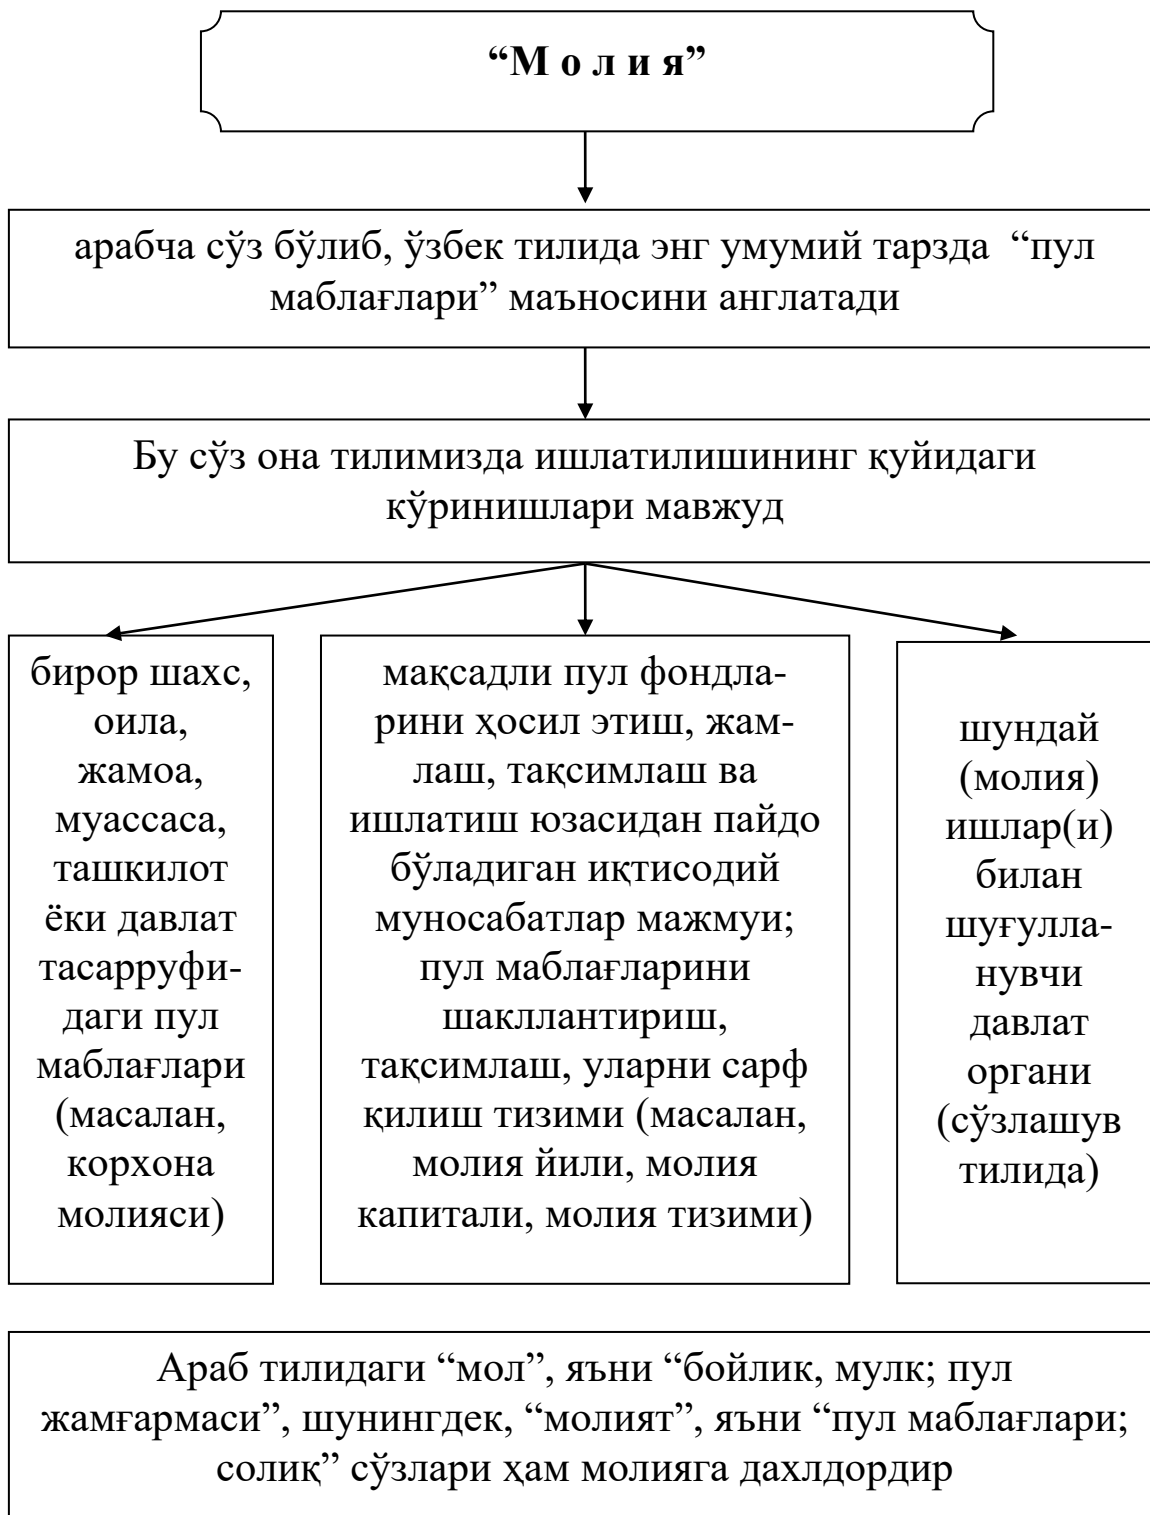 “М о л и я”
арабча сўз бўлиб, ўзбек тилида энг умумий тарзда “пул
маблағлари” маъносини англатади
Бу сўз она тилимизда ишлатилишининг қуйидаги
кўринишлари мавжуд
бирор шахс,
оила,
жамоа,
муассаса,
ташкилот
ёки давлат
тасарруфи-
даги пул
маблағлари
(масалан,
корхона
молияси)
мақсадли пул фондла-
рини ҳосил этиш, жам-
лаш, тақсимлаш ва
ишлатиш юзасидан пайдо
бўладиган иқтисодий
муносабатлар мажмуи;
пул маблағларини
шакллантириш,
тақсимлаш, уларни сарф
қилиш тизими (масалан,
молия йили, молия
капитали, молия тизими)
шундай
(молия)
ишлар(и)
билан
шуғулла-
нувчи
давлат
органи
(сўзлашув
тилида)
Араб тилидаги “мол”, яъни “бойлик, мулк; пул
жамғармаси”, шунингдек, “молият”, яъни “пул маблағлари;
солиқ” сўзлари ҳам молияга дахлдордир